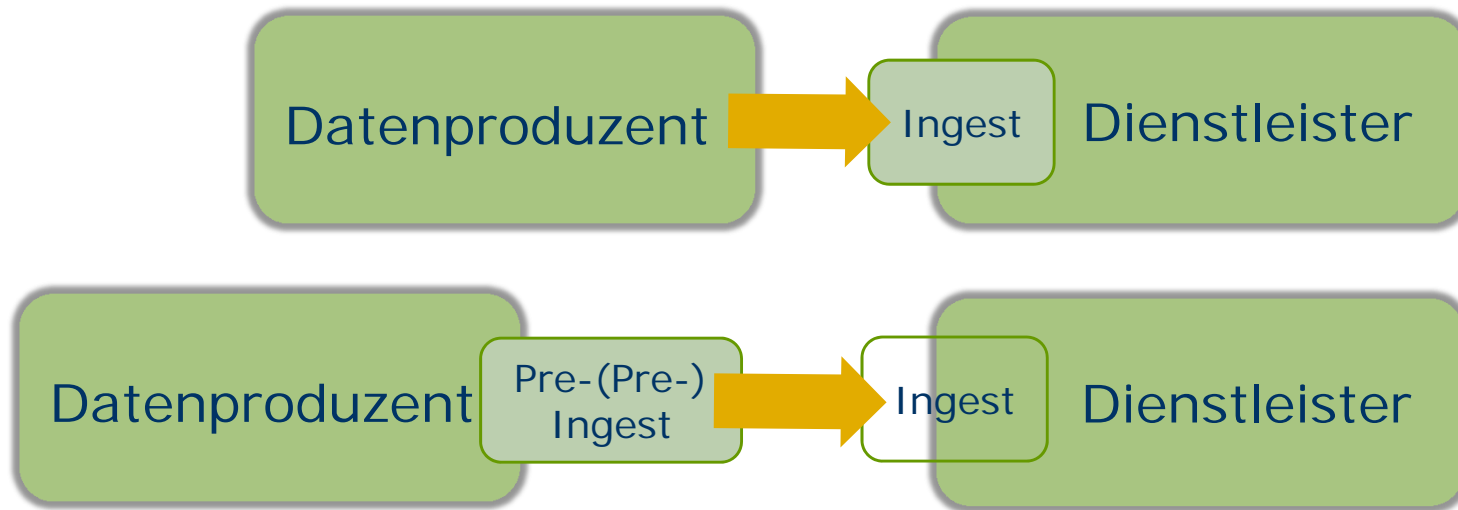 Datenproduzent
Ingest
Dienstleister
Datenproduzent
Pre-(Pre-)
Ingest
Ingest
Dienstleister